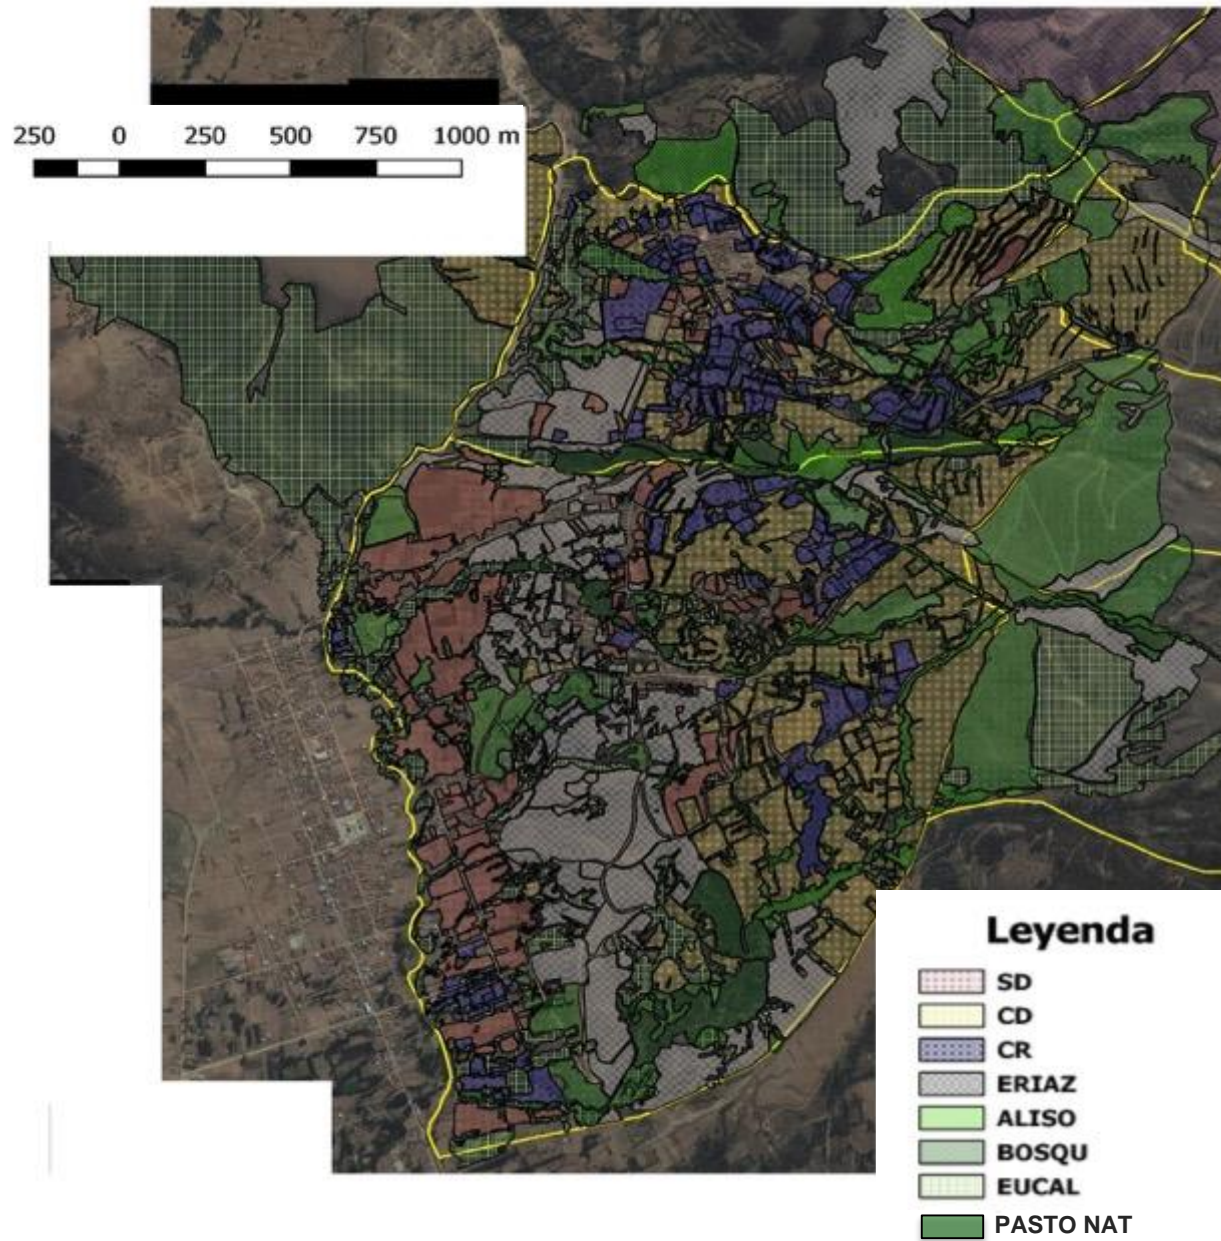 250 0 250 500 750 1000 m
Leyenda
SD
CD
CR
ERIAZ
ALISO
BOSQU
EUCAL
PASTO NAT